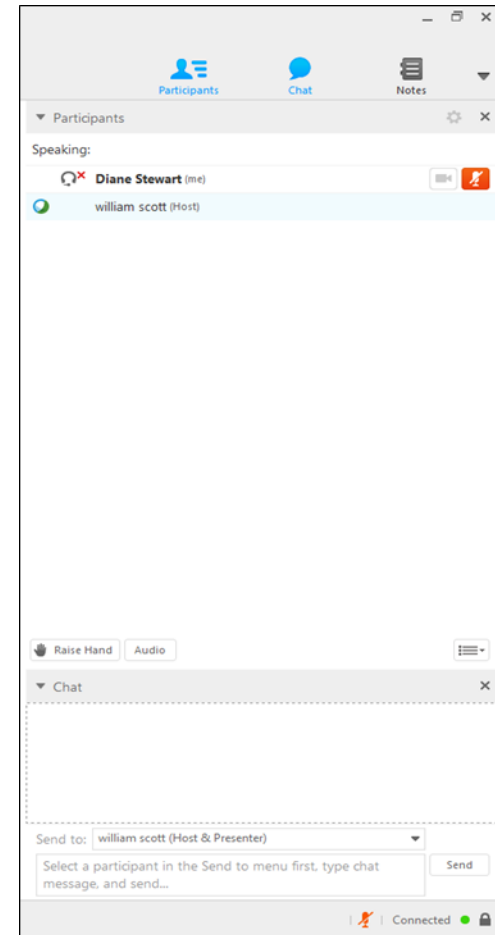 Participants
Chat
Notes
Participants
Speaking:
Diane Stewart (me)
william scott (Host)
Raise Hand
Audio
Chat
Send to: william scott (Host & Presenter)
Select a participant in the Send to menu first, type chat
message, and send...
Send
Connected